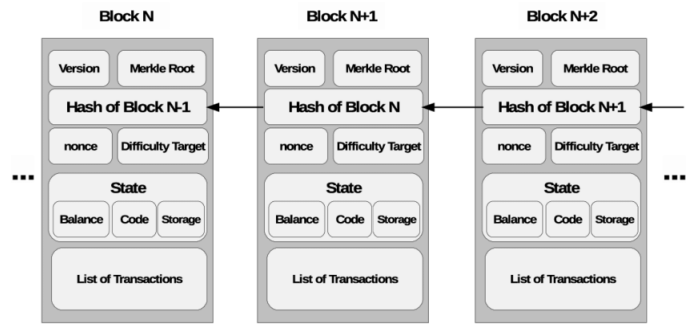 Block N
Block N+1
Block N+2
Version Merkle Root
Version Merkle Root
Version Merkle Root
Hash of Block N-1
Hash of Block N
Hash of Block N+1
nonce Difficulty Target
nonce Difficulty Target
nonce Difficulty Target
...
...
State
State
State
Balance Code Storage
Balance Code Storage
Balance Code Storage
List of Transactions
List of Transactions
List of Transactions